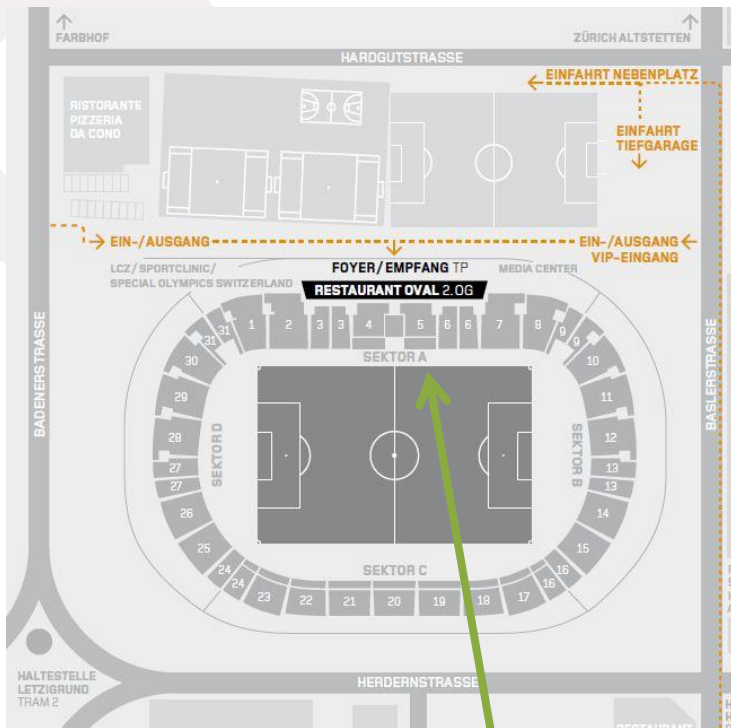 FARBHOF
ZÜRICH ALTSTETTEN
HARDGUTSTRASSE
EINFAHRT NEBENPLATZ
RISTORANTE
PIZZERIA
DA CONO
EINFAHRT
TIEFGARAGE
EIN-/AUSGANG
EIN-/AUSGANG
VIP-EINGANG
LCZ/SPORTCLINIC/
SPECIAL OLYMPICS SWITZERLAND
FOYER/EMPFANG TP
MEDIA CENTER
RESTAURANT OVAL 2.OG
31 31 1 2 3 3 4 5 6 6 7 8 9 9
SEKTOR A
30
10
29
11
28
12
27
13
27
13
26
14
25
15
24
16
24
16
23 22 21 20 19 18 17
SEKTOR D
SEKTOR B
SEKTOR C
BADENERSTRASSE
BASLERSTRASSE
HALTESTELLE
LETZIGRUND
TRAM 2
HERDERNSTRASSE